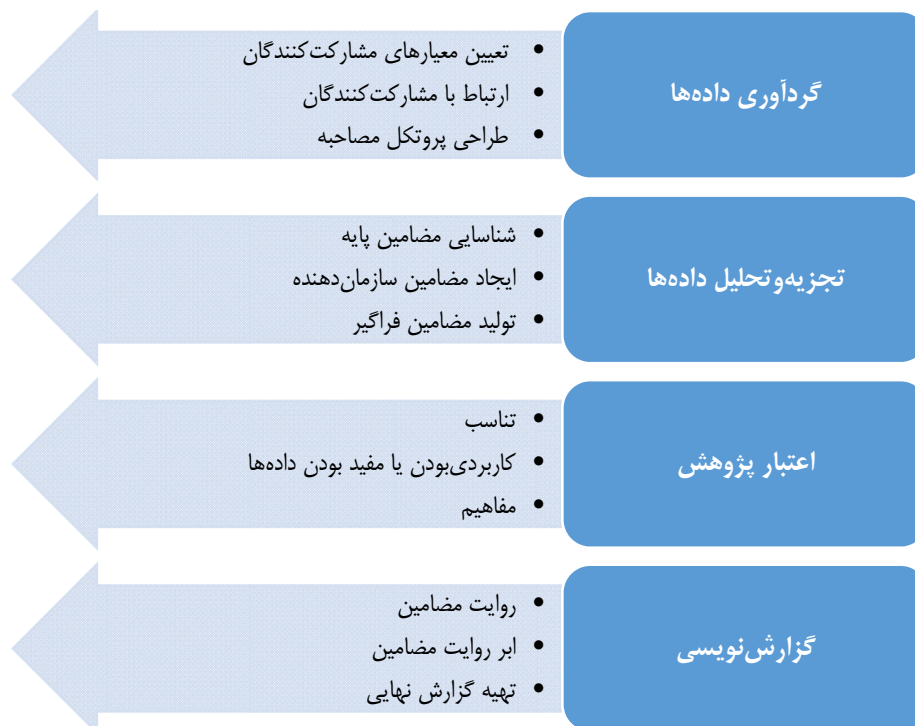 گردآوری داده‌ها
• تعیین معیارهای مشارکت‌کنندگان
• ارتباط با مشارکت‌کنندگان
• طراحی پروتکل مصاحبه
تجزیه‌وتحلیل داده‌ها
• شناسایی مضامین پایه
• ایجاد مضامین سازمان‌دهنده
• تولید مضامین فراگیر
اعتبار پژوهش
• تناسب
• کاربردی‌بودن یا مفید بودن داده‌ها
• مفاهیم
گزارش‌نویسی
• روایت مضامین
• ابر روایت مضامین
• تهیه گزارش نهایی